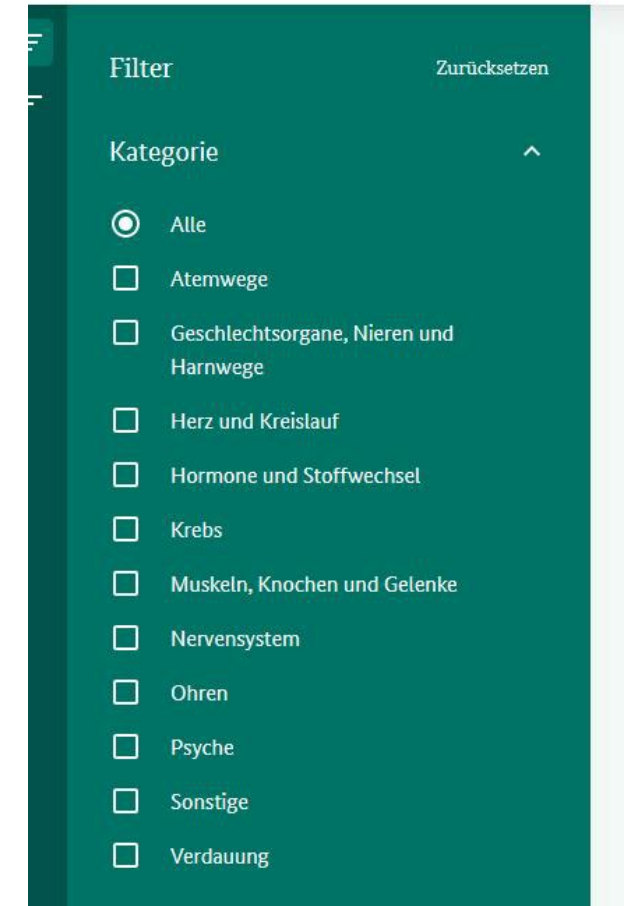 Filter Zurücksetzen
Kategorie
Alle
Atemwege
Geschlechtsorgane, Nieren und
Harnwege
Herz und Kreislauf
Hormone und Stoffwechsel
Krebs
Muskeln, Knochen und Gelenke
Nervensystem
Ohren
Psyche
Sonstige
Verdauung